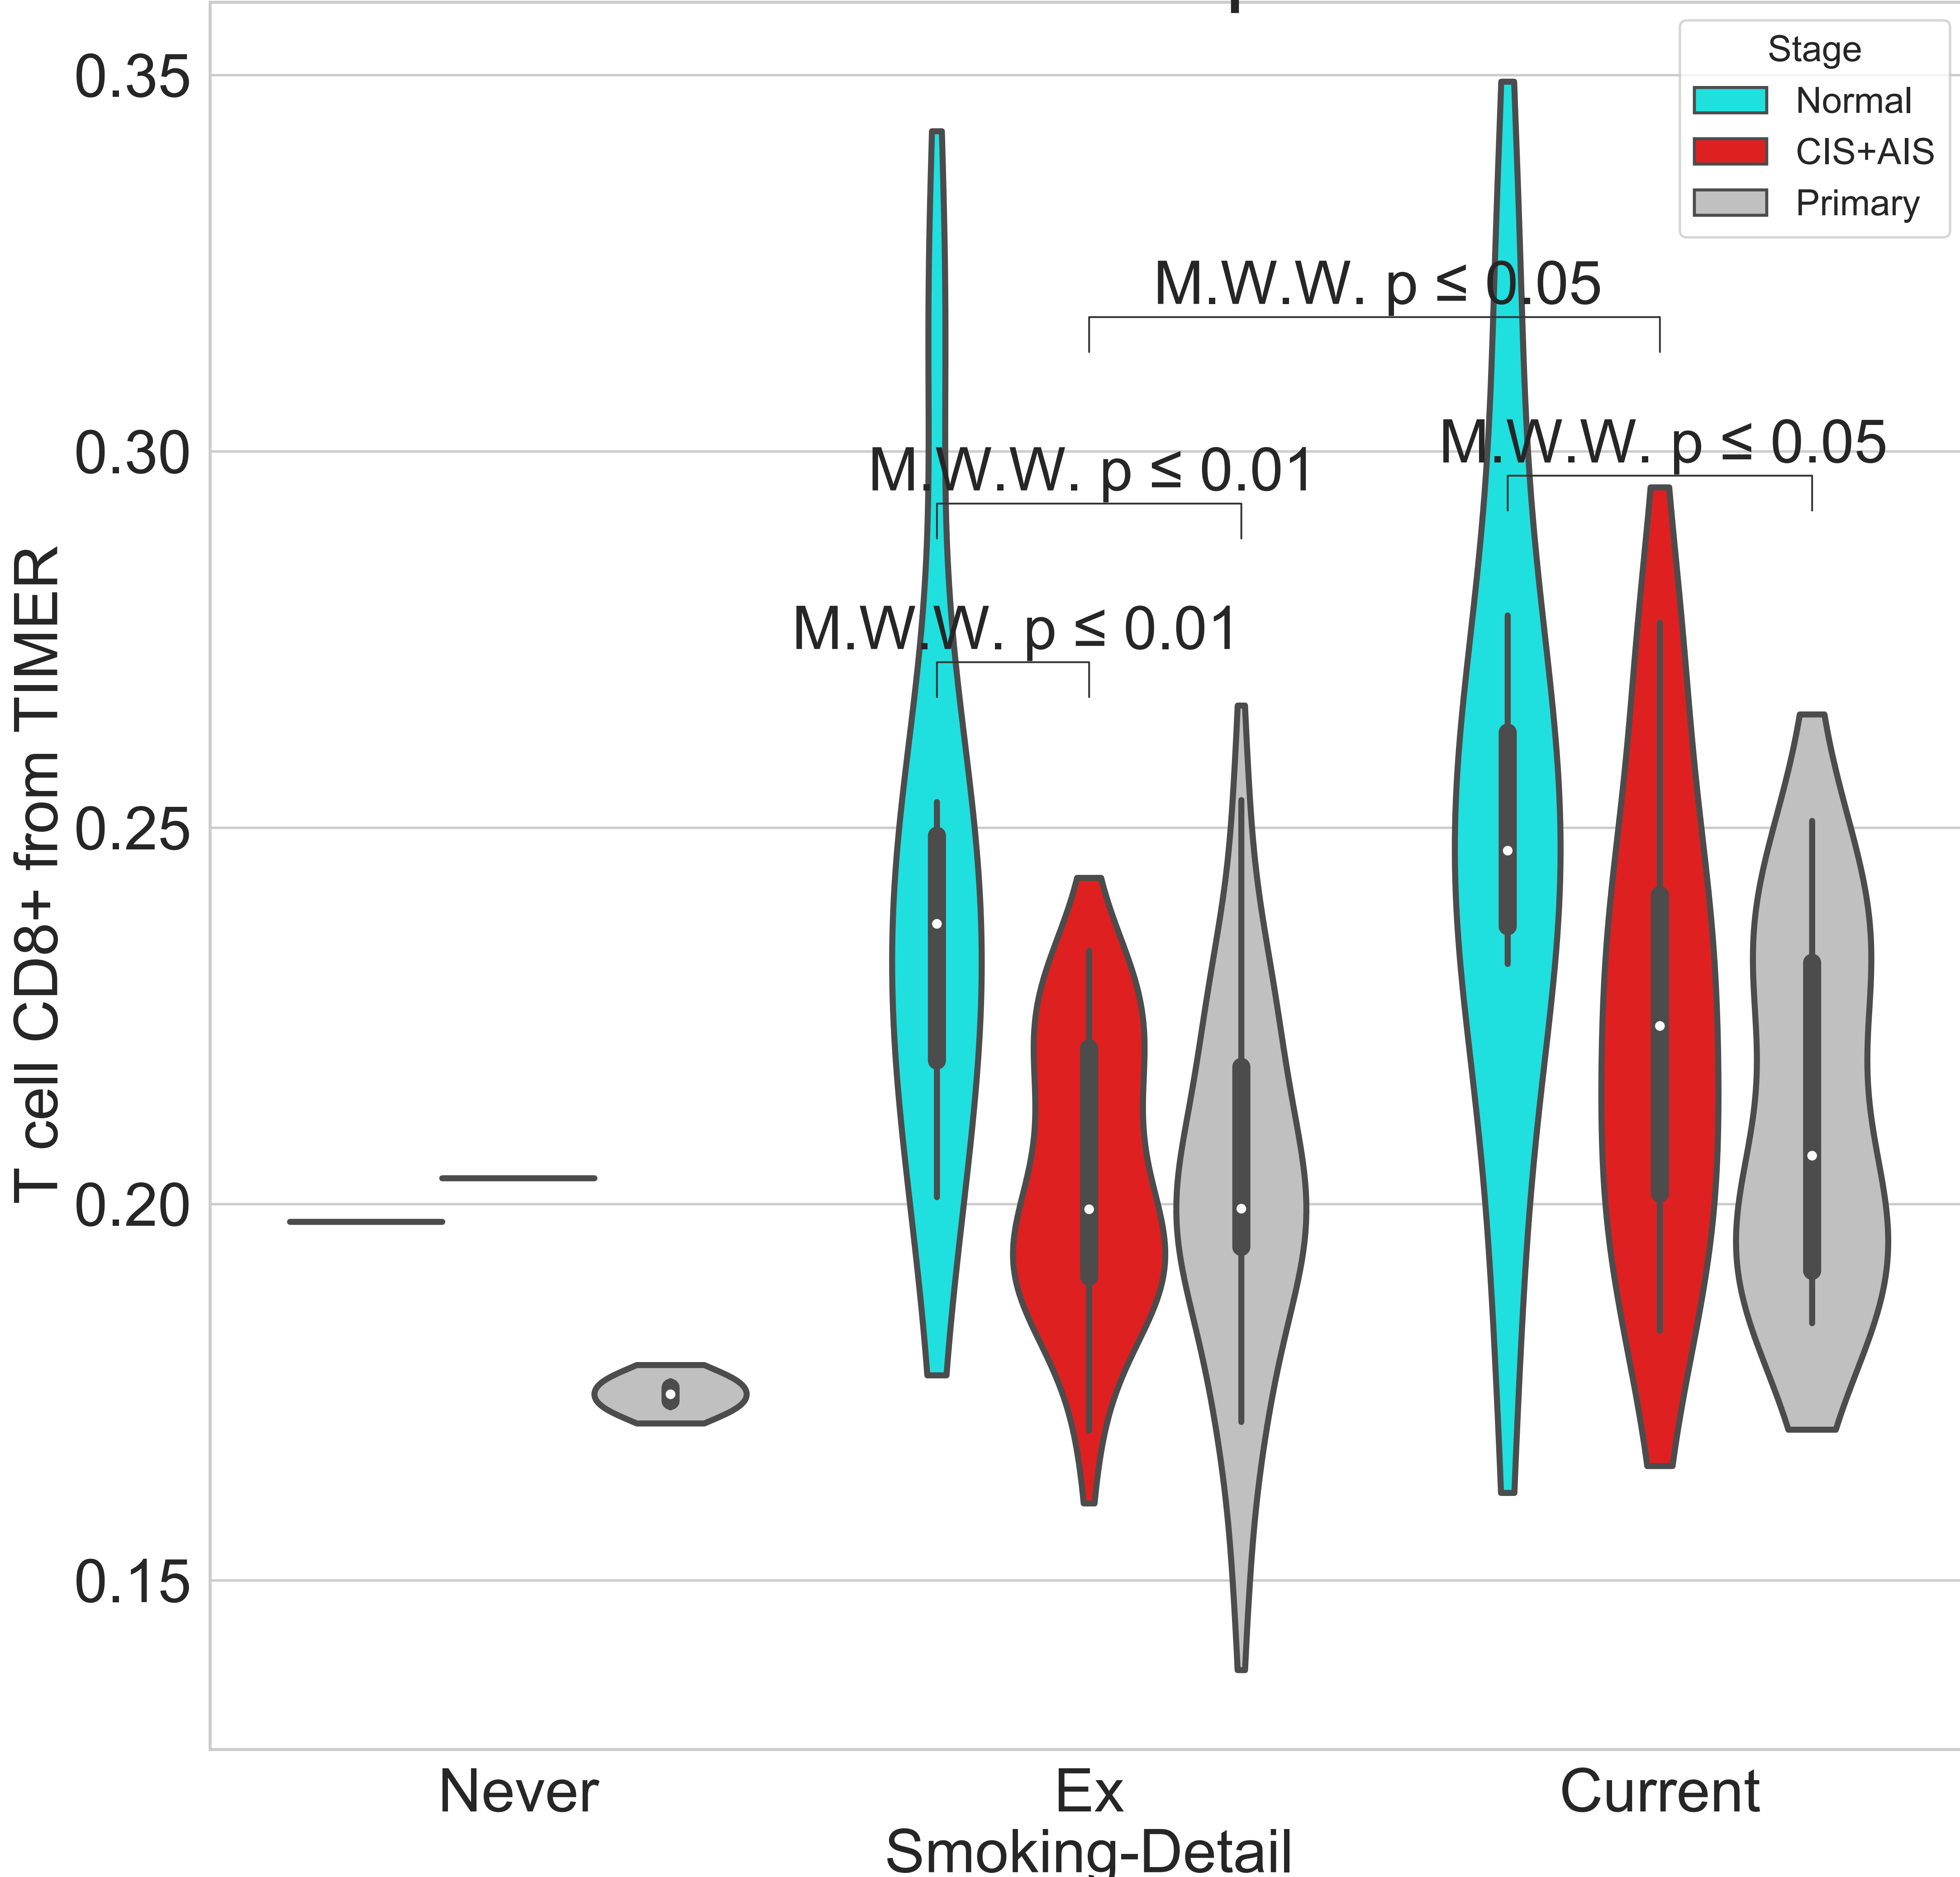 0.35
0.30
0.25
0.20
0.15
T cell CD8+ from TIMER
Stage
Normal
CIS+AIS
Primary
M.W.W. p ≤ 0.05
M.W.W. p ≤ 0.05
M.W.W. p ≤ 0.01
M.W.W. p ≤ 0.01
Never
Ex
Current
Smoking-Detail